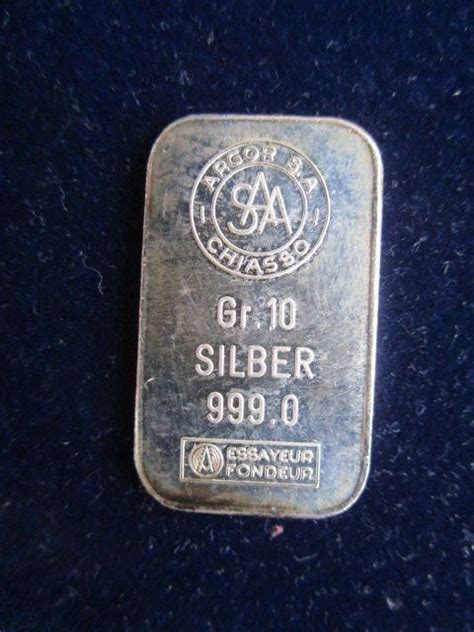 ARGOR S.A
SAA
CHIASSO
Gr. 10
SILBER
999.0
ESSAYEUR
FONDEUR